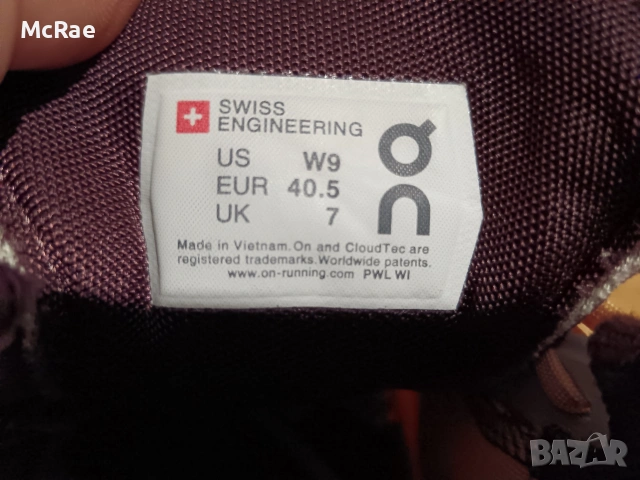 McRae
SWISS
ENGINEERING
US W9
EUR 40.5
UK 7
Made in Vietnam. On and CloudTec are
registered trademarks. Worldwide patents.
www.on-running.com PWL WI
BAZAR